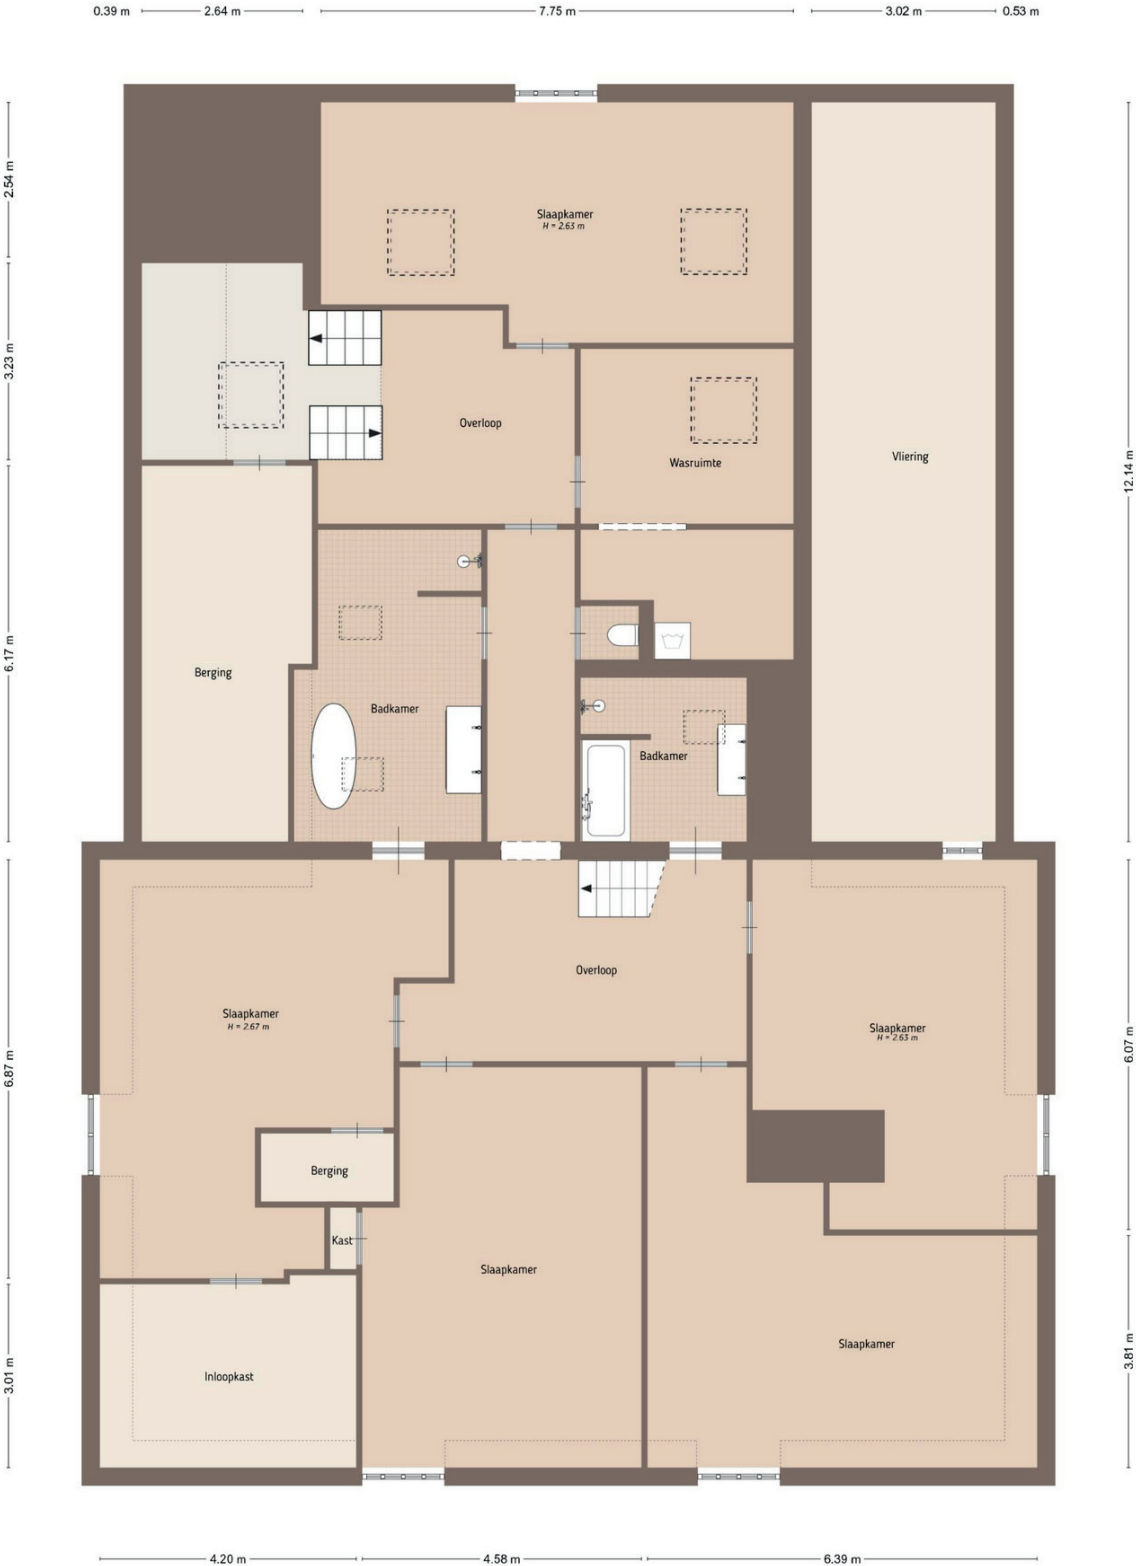 0.39 m
2.64 m
7.75 m
3.02 m
0.53 m
2.54 m
Slaapkamer
H = 2.63 m
3.23 m
Overloop
Wasruimte
Vliering
12.14 m
6.17 m
Berging
Badkamer
Badkamer
Overloop
Slaapkamer
H = 2.67 m
Slaapkamer
H = 2.63 m
6.87 m
6.07 m
Berging
Kast
Slaapkamer
Slaapkamer
Inloopkast
3.01 m
3.81 m
4.20 m
4.58 m
6.39 m